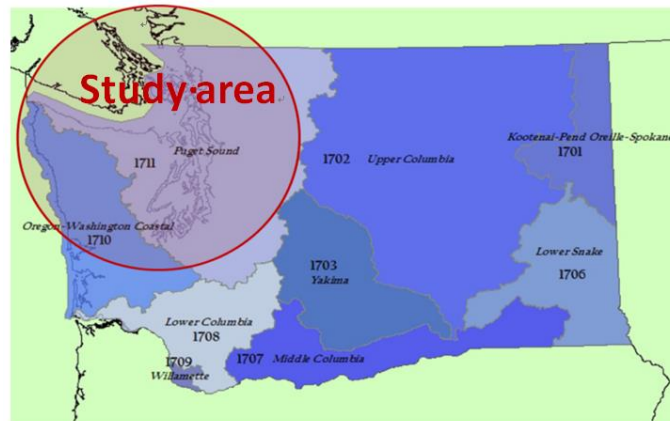 Study area
Kootenai-Pend Oreille-Spokane
1701
Puget Sound
1711
1702
Upper Columbia
Oregon-Washington Coastal
1710
Lower Snake
1706
1703
Yakima
Lower Columbia
1708
1709
Willamette
1707
Middle Columbia